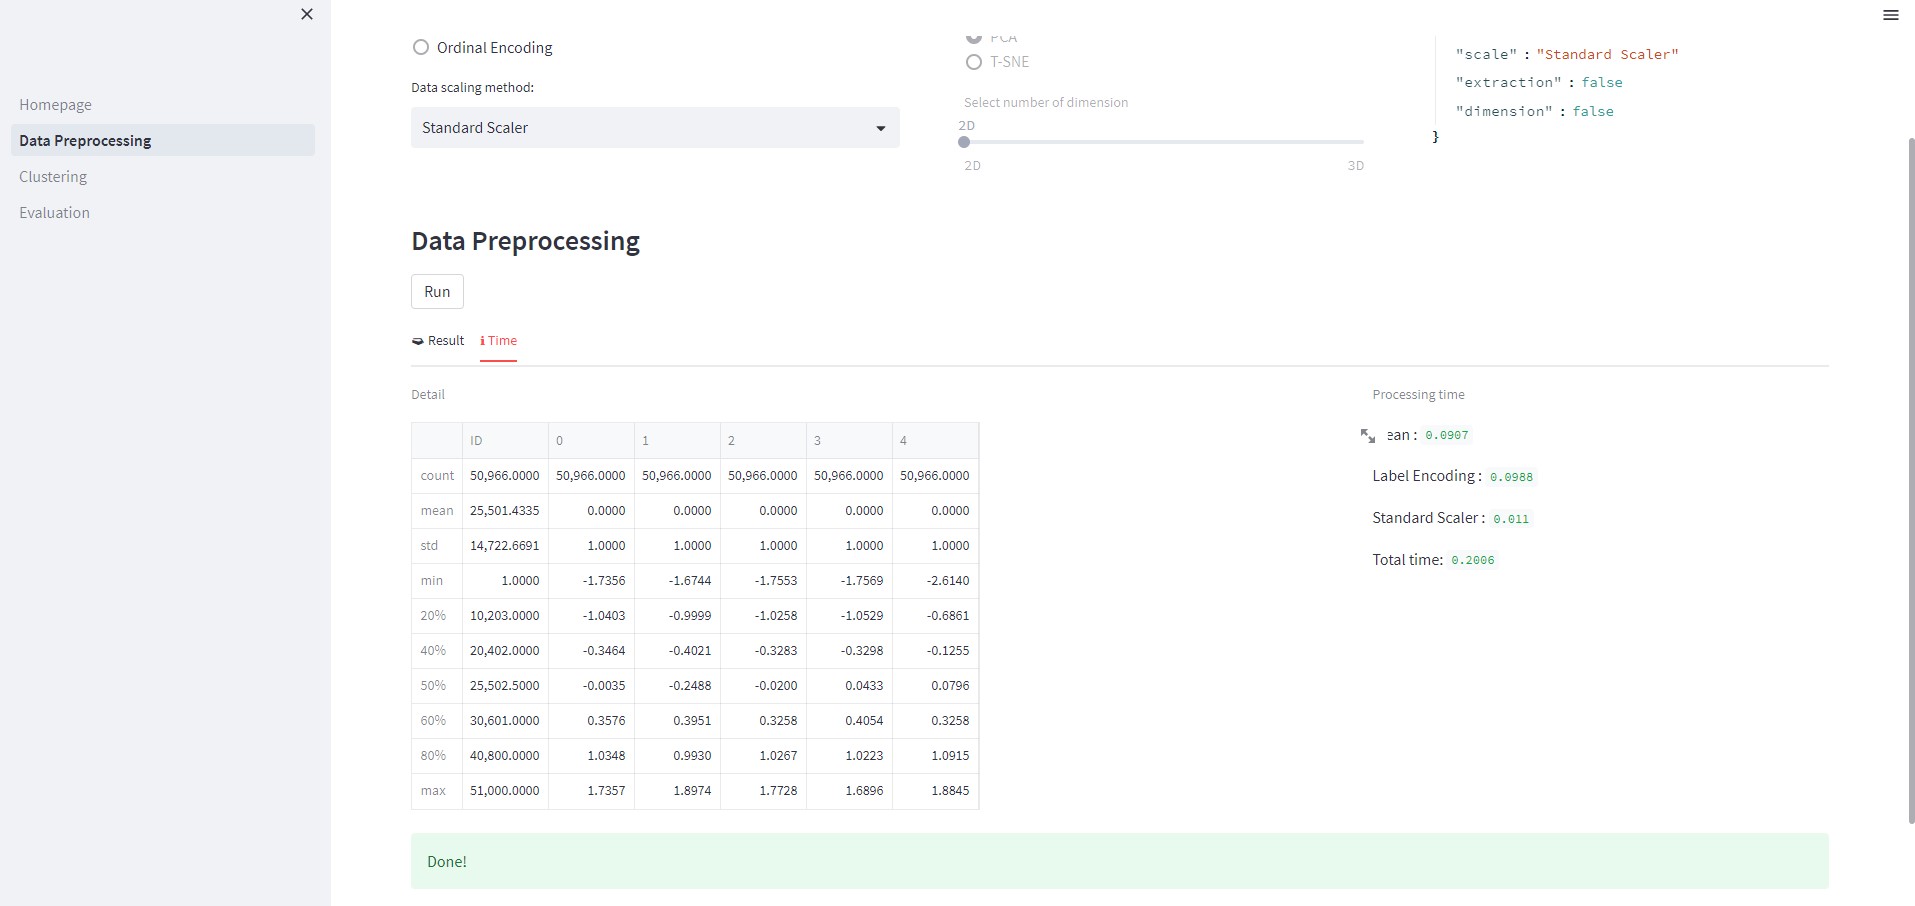 Homepage
Data Preprocessing
Clustering
Evaluation
Ordinal Encoding
Data scaling method:
Standard Scaler
PCA
T-SNE
Select number of dimension
2D
2D 3D
"scale" : "Standard Scaler"
"extraction" : false
"dimension" : false
}
Data Preprocessing
Run
Result Time
Detail
ID 0 1 2 3 4
count 50,966.0000 50,966.0000 50,966.0000 50,966.0000 50,966.0000 50,966.0000
mean 25,501.4335 0.0000 0.0000 0.0000 0.0000 0.0000
std 14,722.6691 1.0000 1.0000 1.0000 1.0000 1.0000
min 1.0000 -1.7356 -1.6744 -1.7553 -1.7569 -2.6140
20% 10,203.0000 -1.0403 -0.9999 -1.0258 -1.0529 -0.6861
40% 20,402.0000 -0.3464 -0.4021 -0.3283 -0.3298 -0.1255
50% 25,502.5000 -0.0035 -0.2488 -0.0200 0.0433 0.0796
60% 30,601.0000 0.3576 0.3951 0.3258 0.4054 0.3258
80% 40,800.0000 1.0348 0.9930 1.0267 1.0223 1.0915
max 51,000.0000 1.7357 1.8974 1.7728 1.6896 1.8845
Processing time
ean : 0.0907
Label Encoding : 0.0988
Standard Scaler : 0.011
Total time: 0.2006
Done!